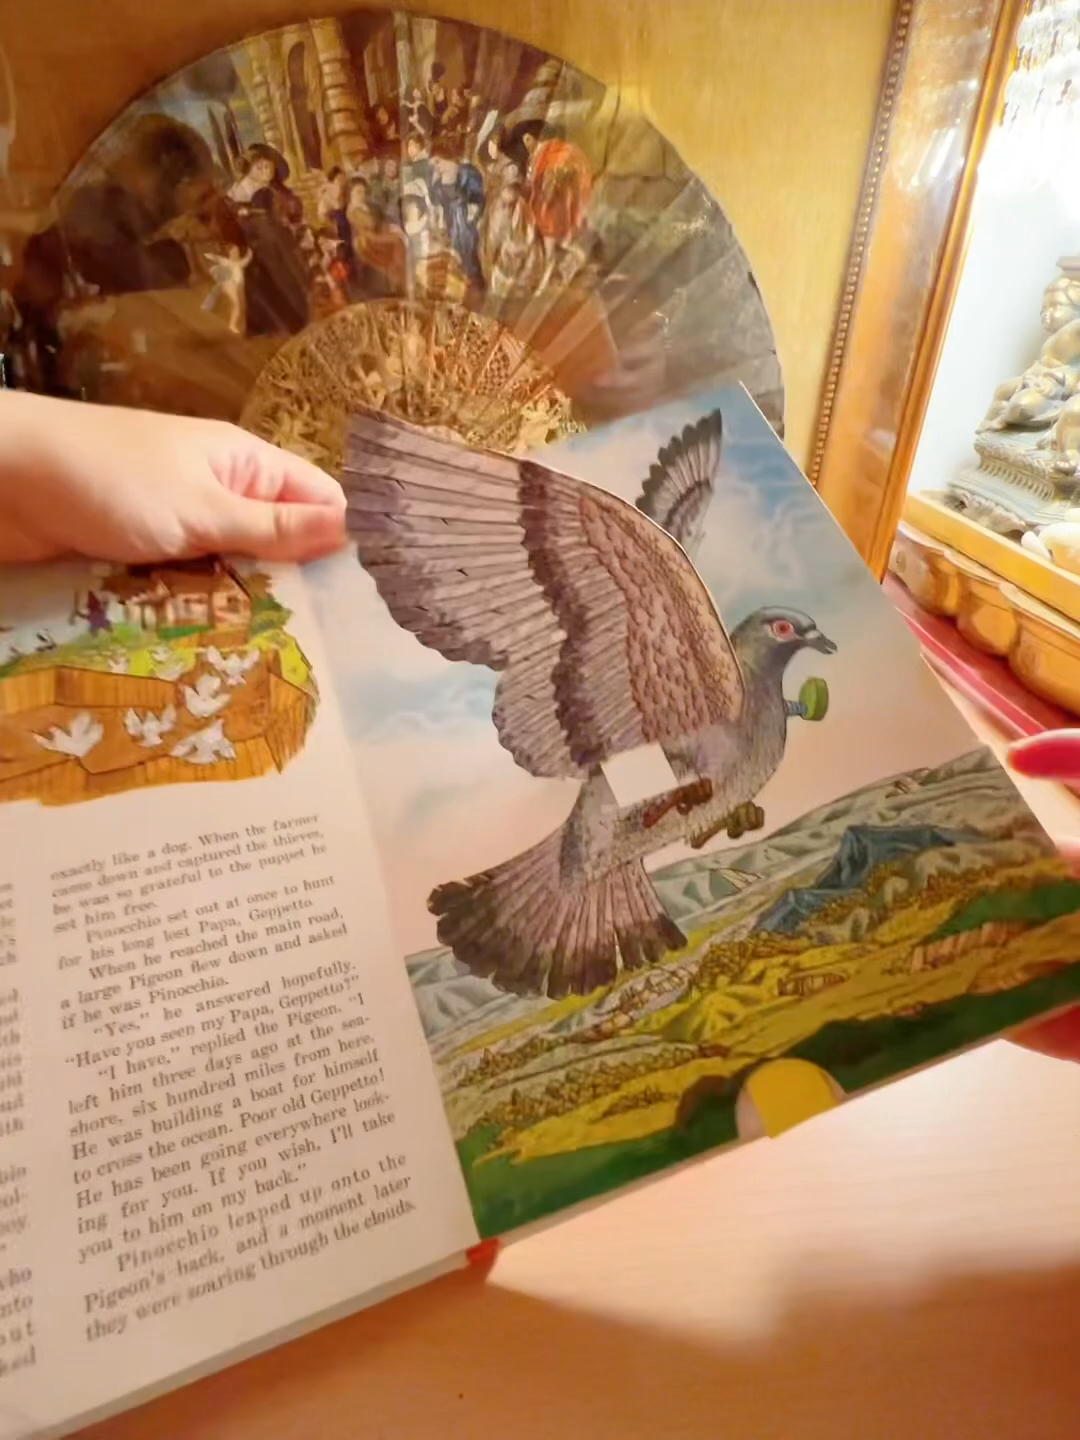 exactly like a dog. When the farmer
came down and captured the thieves,
he was so grateful to the puppet he
set him free.
Pinocchio set out at once to hunt
for his long lost Papa, Geppetto.
When he reached the main road,
a large Pigeon flew down and asked
if he was Pinocchio.
"Yes," he answered hopefully.
"Have you seen my Papa, Geppetto?"
"I have," replied the Pigeon. "I
left him three days ago at the sea-
shore, six hundred miles from here.
He was building a boat for himself
to cross the ocean. Poor old Geppetto!
He has been going everywhere look-
ing for you. If you wish, I'll take
you to him on my back."
Pinocchio leaped up onto the
Pigeon's back, and a moment later
they were soaring through the clouds.